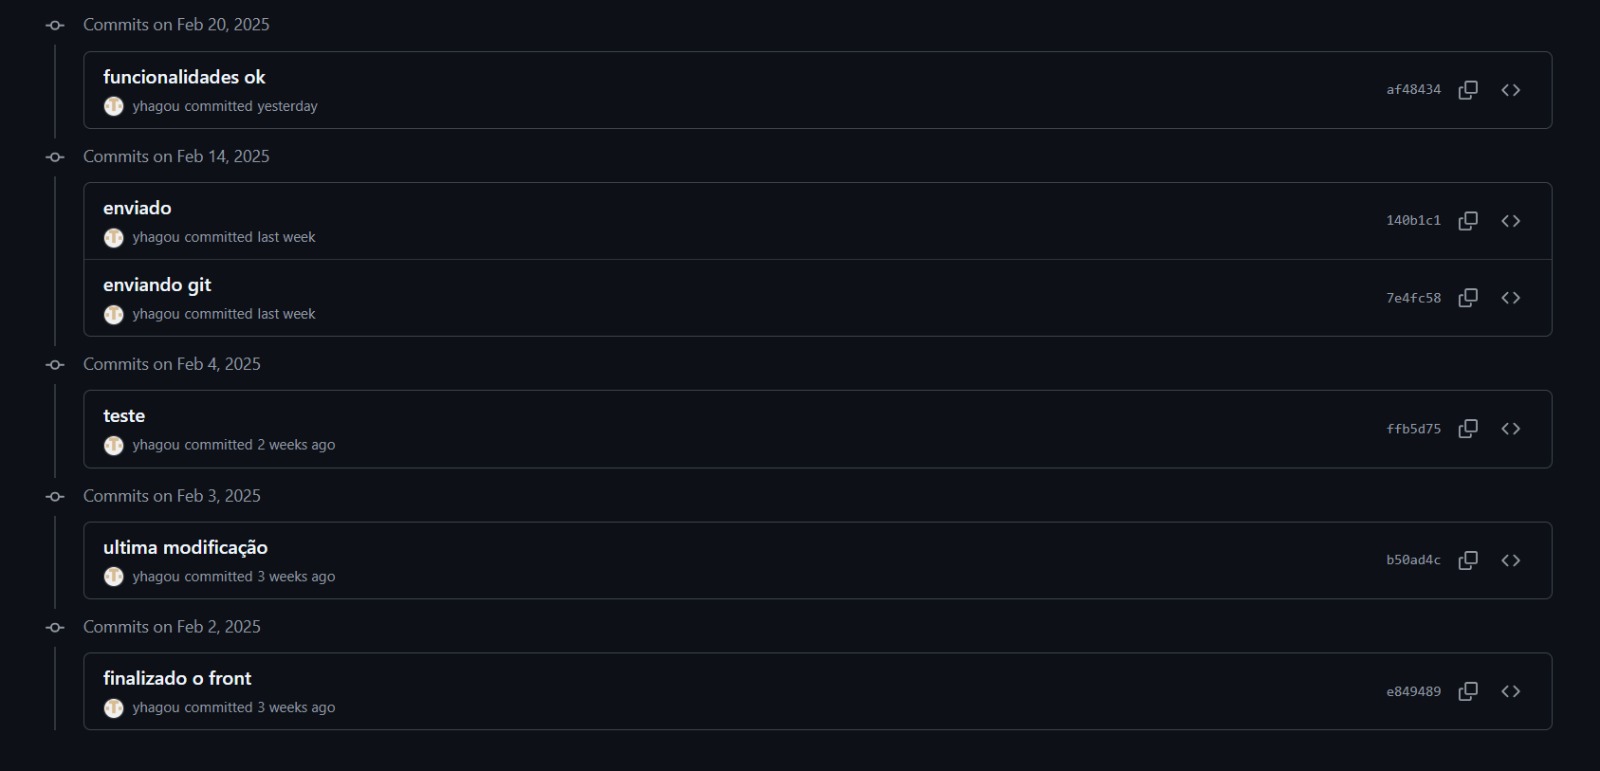 Commits on Feb 20, 2025
funcionalidades ok
yhagou committed yesterday
af48434
Commits on Feb 14, 2025
enviado
yhagou committed last week
140b1c1
enviando git
yhagou committed last week
7e4fc58
Commits on Feb 4, 2025
teste
yhagou committed 2 weeks ago
ffb5d75
Commits on Feb 3, 2025
ultima modificação
yhagou committed 3 weeks ago
b50ad4c
Commits on Feb 2, 2025
finalizado o front
yhagou committed 3 weeks ago
e849489